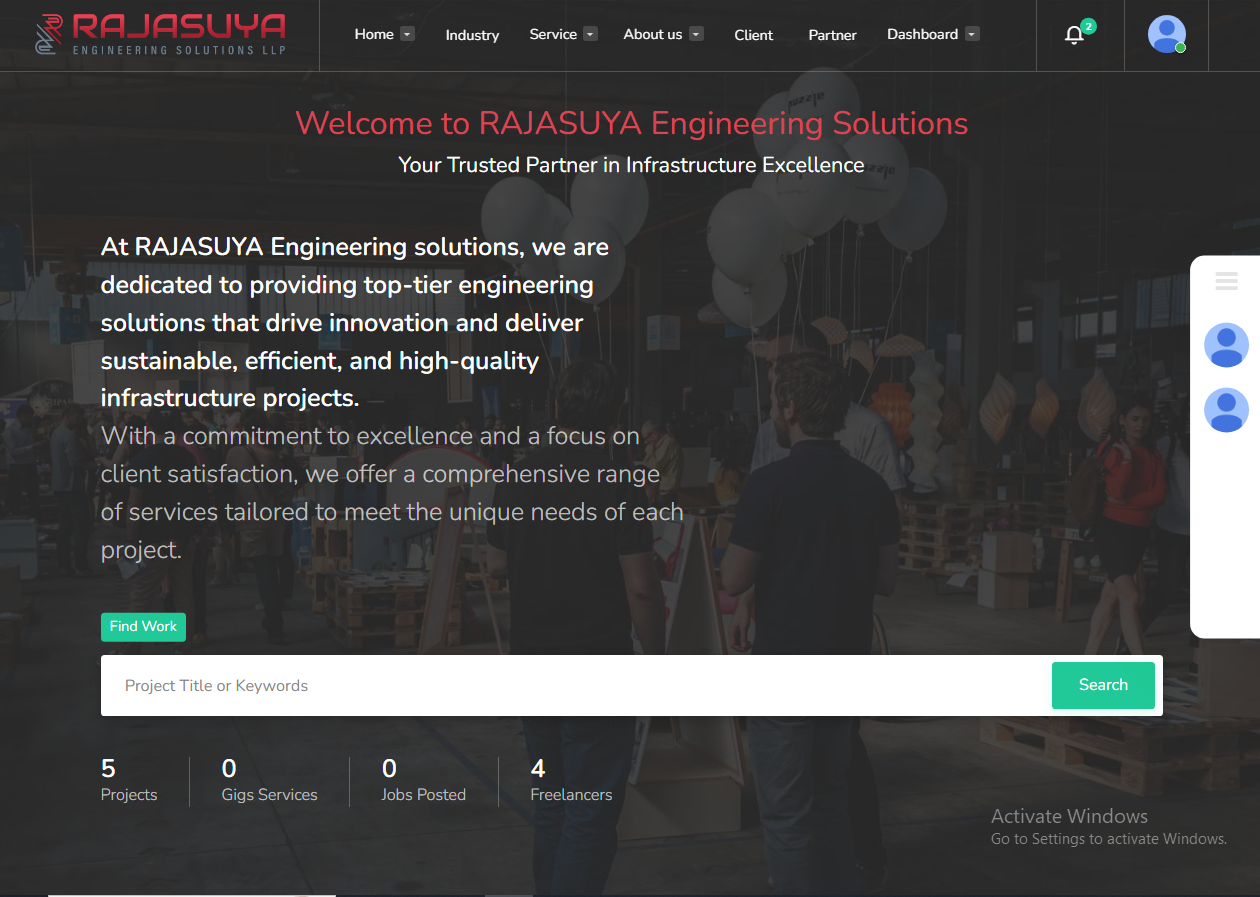 RAJASUYA
ENGINEERING SOLUTIONS LLP
Home
Industry
Service
About us
Client
Partner
Dashboard
2
Welcome to RAJASUYA Engineering Solutions
Your Trusted Partner in Infrastructure Excellence
At RAJASUYA Engineering solutions, we are
dedicated to providing top-tier engineering
solutions that drive innovation and deliver
sustainable, efficient, and high-quality
infrastructure projects.
With a commitment to excellence and a focus on
client satisfaction, we offer a comprehensive range
of services tailored to meet the unique needs of each
project.
Find Work
Project Title or Keywords
Search
5
Projects
0
Gigs Services
0
Jobs Posted
4
Freelancers
Activate Windows
Go to Settings to activate Windows.